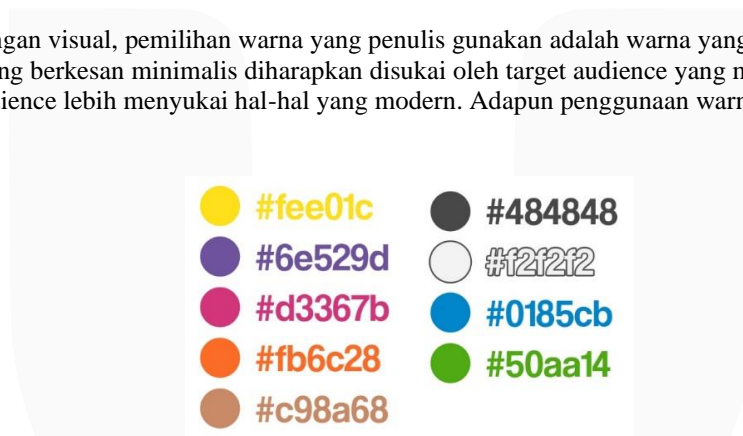 ngan visual, pemilihan warna yang penulis gunakan adalah warna yang
ng berkesan minimalis diharapkan disukai oleh target audience yang
ience lebih menyukai hal-hal yang modern. Adapun penggunaan
#fee01c
#6e529d
#d3367b
#fb6c28
#c98a68
#484848
#f2f2f2
#0185cb
#50aa14